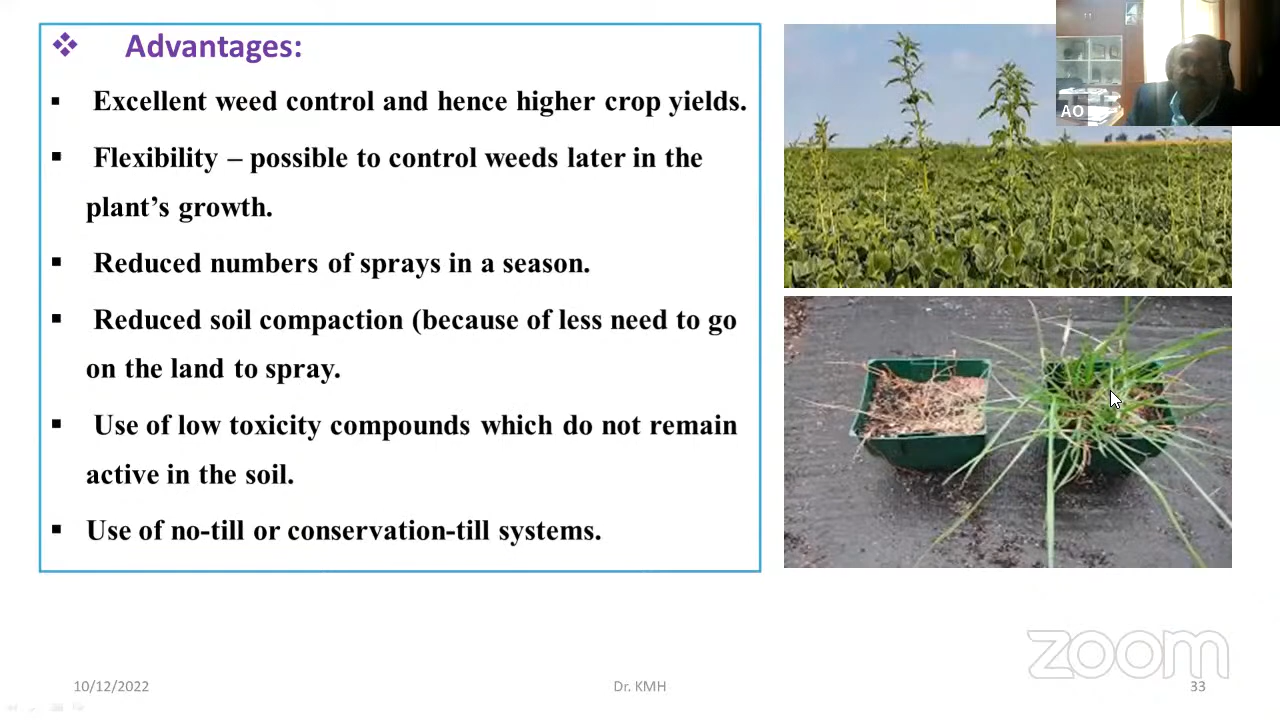 Advantages:
Excellent weed control and hence higher crop yields.
Flexibility – possible to control weeds later in the
plant’s growth.
Reduced numbers of sprays in a season.
Reduced soil compaction (because of less need to go
on the land to spray.
Use of low toxicity compounds which do not remain
active in the soil.
Use of no-till or conservation-till systems.
AO
zoom
10/12/2022
Dr. KMH
33